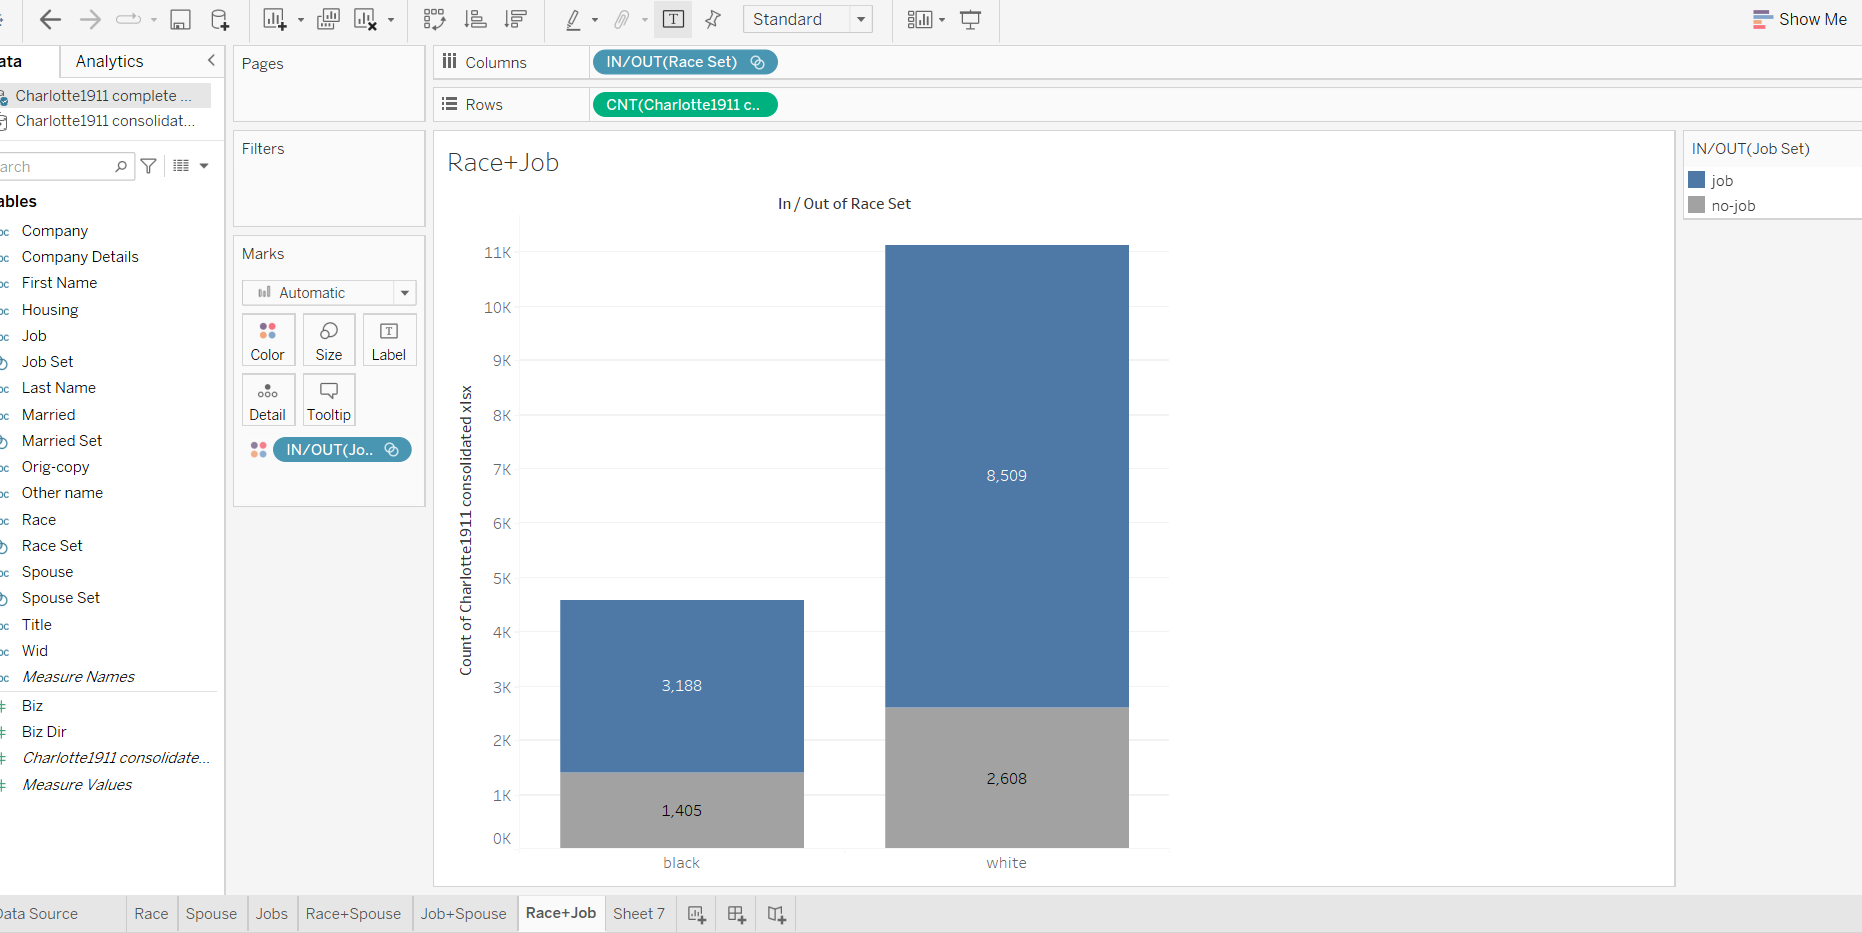 Standard
Show Me
ata
Analytics
Charlotte1911 complete ...
Charlotte1911 consolidat...
arch
ables
Company
Company Details
First Name
Housing
Job
Job Set
Last Name
Married
Married Set
Orig-copy
Other name
Race
Race Set
Spouse
Spouse Set
Title
Wid
Measure Names
Biz
Biz Dir
Charlotte1911 consolidate...
Measure Values
Pages
Filters
Marks
Automatic
Color
Size
T
Label
Detail
Tooltip
IN/OUT(Jo..
Columns
IN/OUT(Race Set)
Rows
CNT(Charlotte1911 c..
Race+Job
In / Out of Race Set
Count of Charlotte1911 consolidated xlsx
11K
10K
9K
8K
7K
6K
5K
4K
3K
2K
1K
0K
3,188
1,405
8,509
2,608
black
white
IN/OUT(Job Set)
job
no-job
Data Source
Race
Spouse
Jobs
Race+Spouse
Job+Spouse
Race+Job
Sheet 7